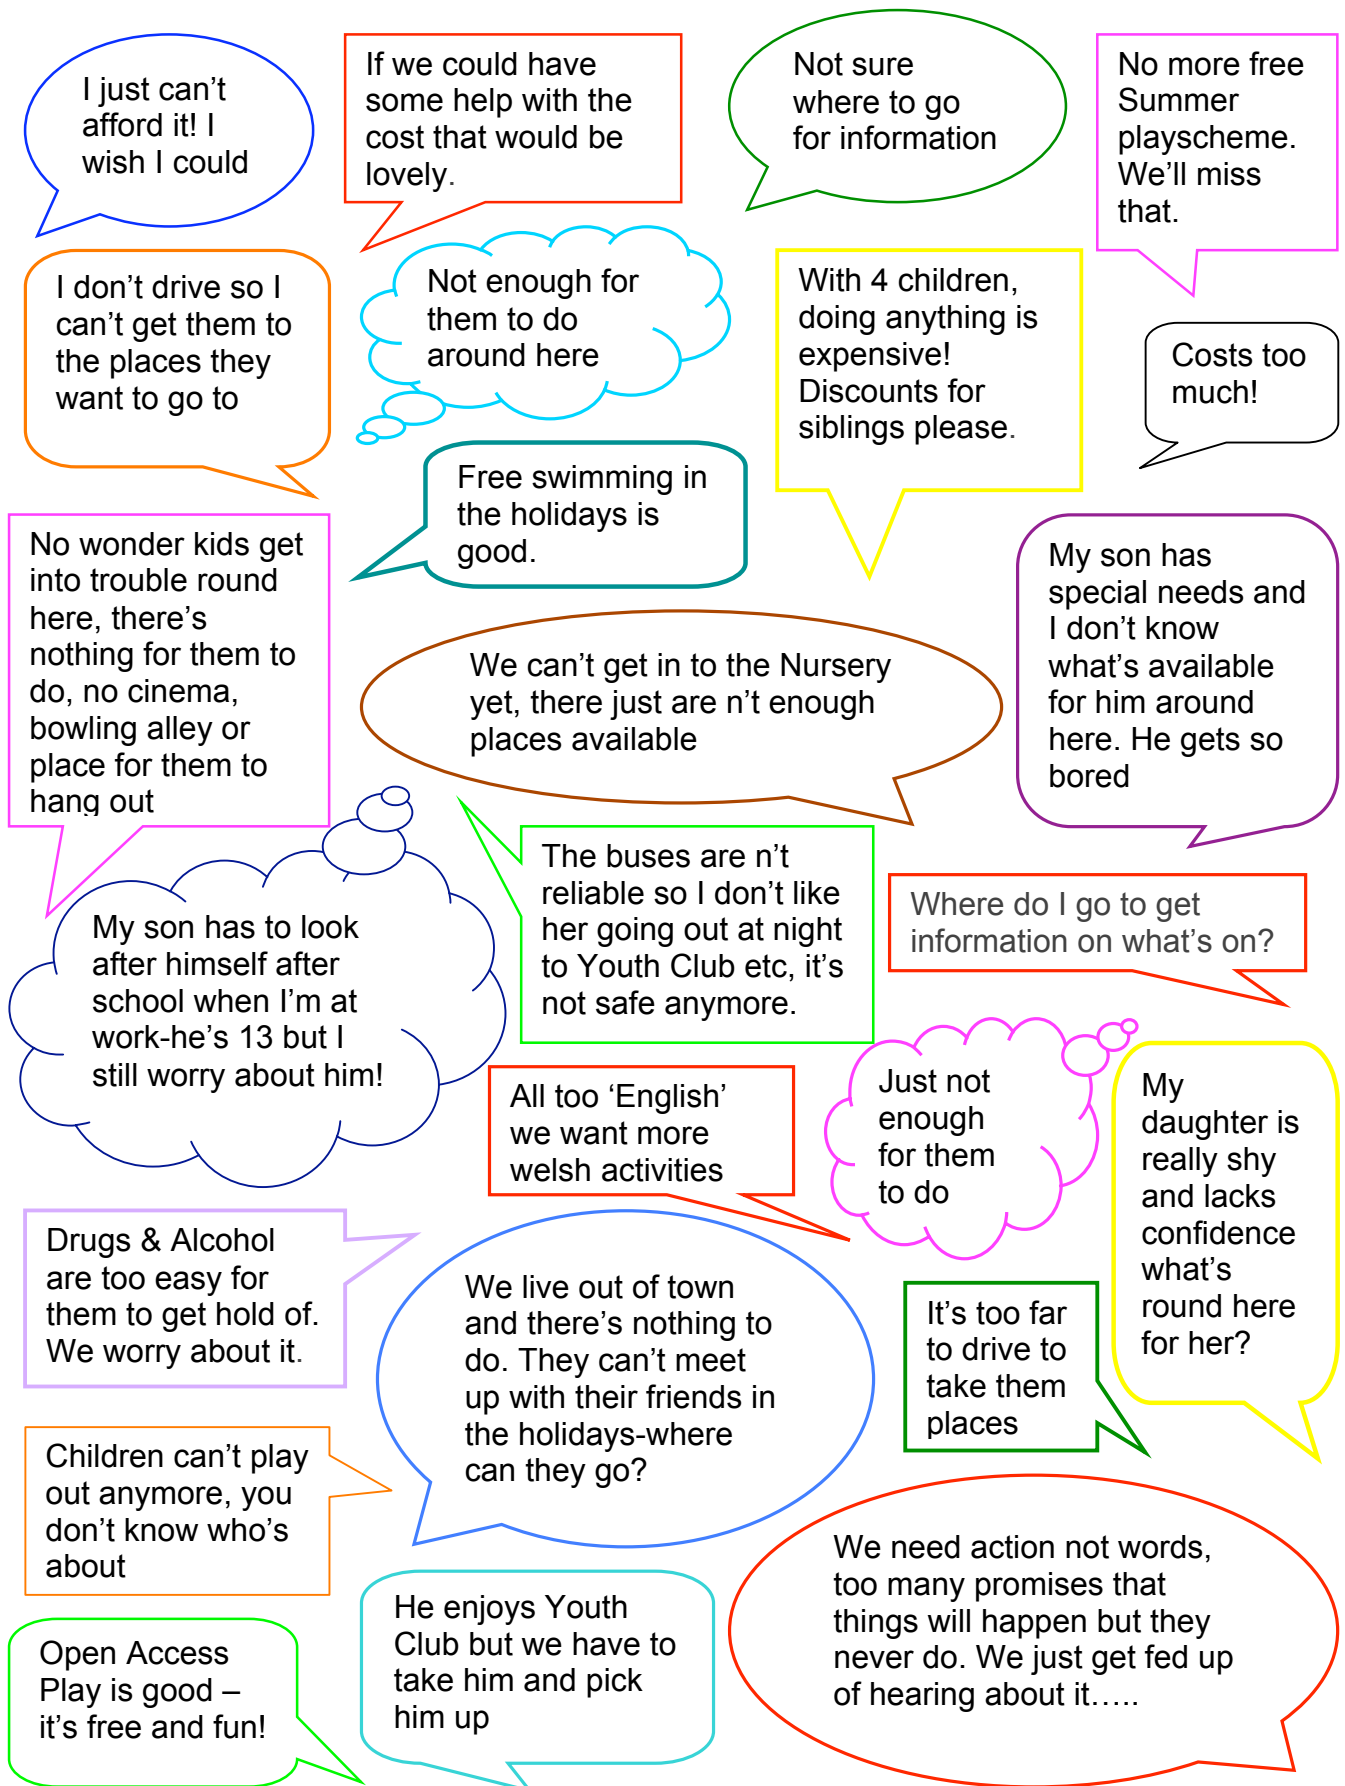 I just can't
afford it! I
wish I could
If we could have
some help with the
cost that would be
lovely.
Not sure
where to go
for information
No more free
Summer
playscheme.
We'll miss
that.
I don't drive so I
can't get them to
the places they
want to go to
Not enough for
them to do
around here
With 4 children,
doing anything is
expensive!
Discounts for
siblings please.
Costs too
much!
Free swimming in
the holidays is
good.
No wonder kids get
into trouble round
here, there's
nothing for them to
do, no cinema,
bowling alley or
place for them to
hang out
We can't get in to the Nursery
yet, there just are n't enough
places available
My son has
special needs and
I don't know
what's available
for him around
here. He gets so
bored
The buses are n't
reliable so I don't like
her going out at night
to Youth Club etc, it's
not safe anymore.
Where do I go to get
information on what's on?
My son has to look
after himself after
school when I'm at
work-he's 13 but I
still worry about him!
All too 'English'
we want more
welsh activities
Just not
enough
for them
to do
My
daughter is
really shy
and lacks
confidence
what's
round here
for her?
Drugs & Alcohol
are too easy for
them to get hold of.
We worry about it.
We live out of town
and there's nothing to
do. They can't meet
up with their friends in
the holidays-where
can they go?
It's too far
to drive to
take them
places
Children can't play
out anymore, you
don't know who's
about
We need action not words,
too many promises that
things will happen but they
never do. We just get fed up
of hearing about it…..
He enjoys Youth
Club but we have to
take him and pick
him up
Open Access
Play is good –
it's free and fun!